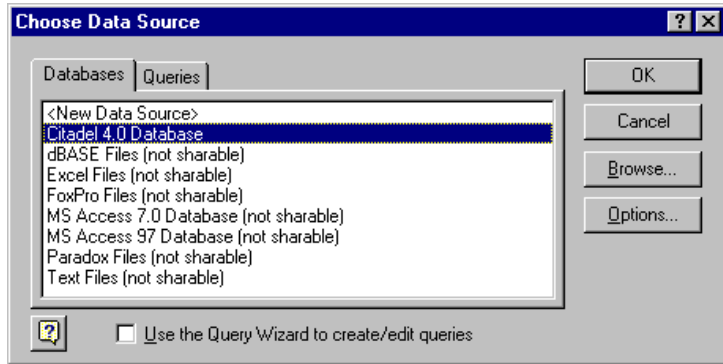 Choose Data Source
Databases Queries
<New Data Source>
Citadel 4.0 Database
dBASE Files (not sharable)
Excel Files (not sharable)
FoxPro Files (not sharable)
MS Access 7.0 Database (not sharable)
MS Access 97 Database (not sharable)
Paradox Files (not sharable)
Text Files (not sharable)
OK
Cancel
Browse...
Options...
Use the Query Wizard to create/edit queries